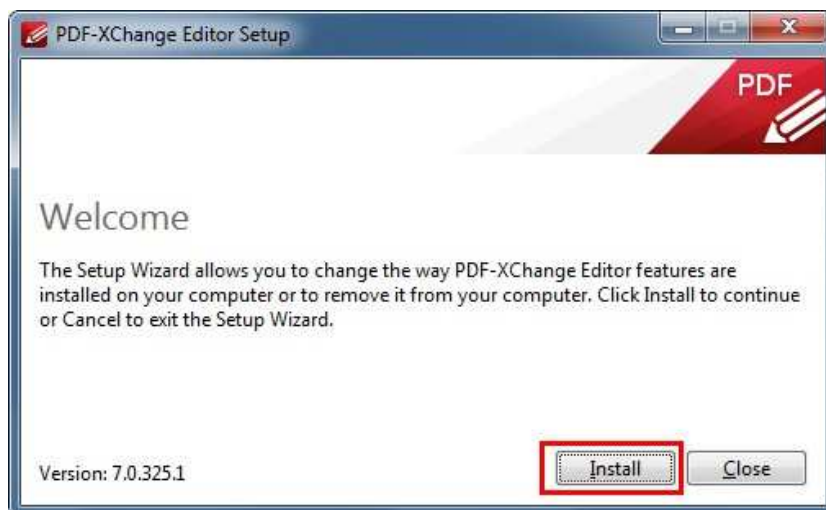 PDF-XChange Editor Setup
PDF
Welcome
The Setup Wizard allows you to change the way PDF-XChange Editor features are
installed on your computer or to remove it from your computer. Click Install to continue
or Cancel to exit the Setup Wizard.
Version: 7.0.325.1
Install
Close